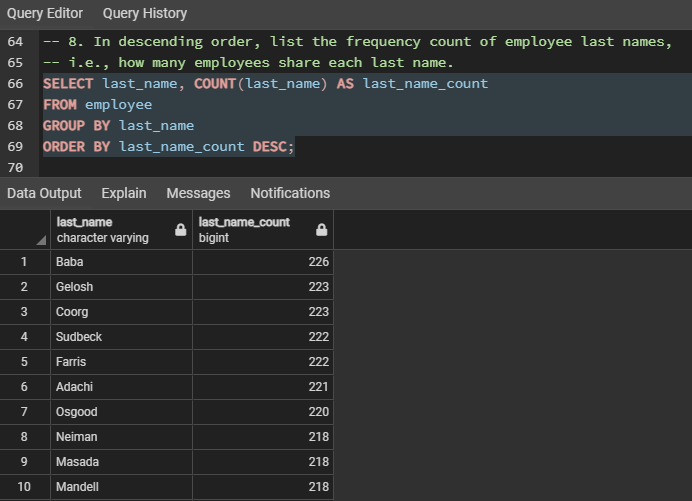 Query Editor Query History
64 -- 8. In descending order, list the frequency count of employee last names,
65 -- i.e., how many employees share each last name.
66 SELECT last_name, COUNT(last_name) AS last_name_count
67 FROM employee
68 GROUP BY last_name
69 ORDER BY last_name_count DESC;
70
Data Output Explain Messages Notifications
last_name last_name_count
character varying bigint
1 Baba 226
2 Gelosh 223
3 Coorg 223
4 Sudbeck 222
5 Farris 222
6 Adachi 221
7 Osgood 220
8 Neiman 218
9 Masada 218
10 Mandell 218